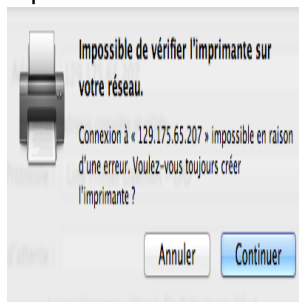 Impossible de vérifier l'imprimante sur
votre réseau.
Connexion à « 129.175.65.207 » impossible en raison
d'une erreur. Voulez-vous toujours créer
l'imprimante ?
Annuler
Continuer